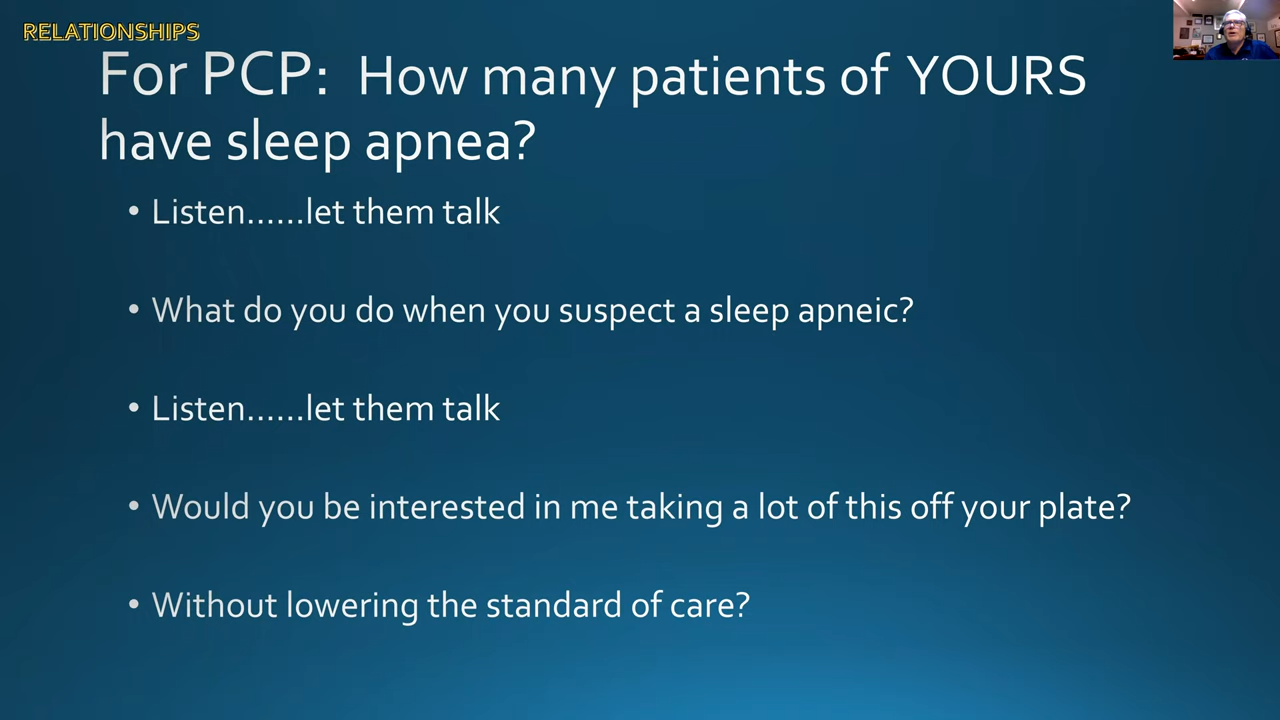 RELATIONSHIPS
For PCP: How many patients of YOURS
have sleep apnea?
• Listen......let them talk
• What do you do when you suspect a sleep apneic?
• Listen......let them talk
• Would you be interested in me taking a lot of this off your plate?
• Without lowering the standard of care?